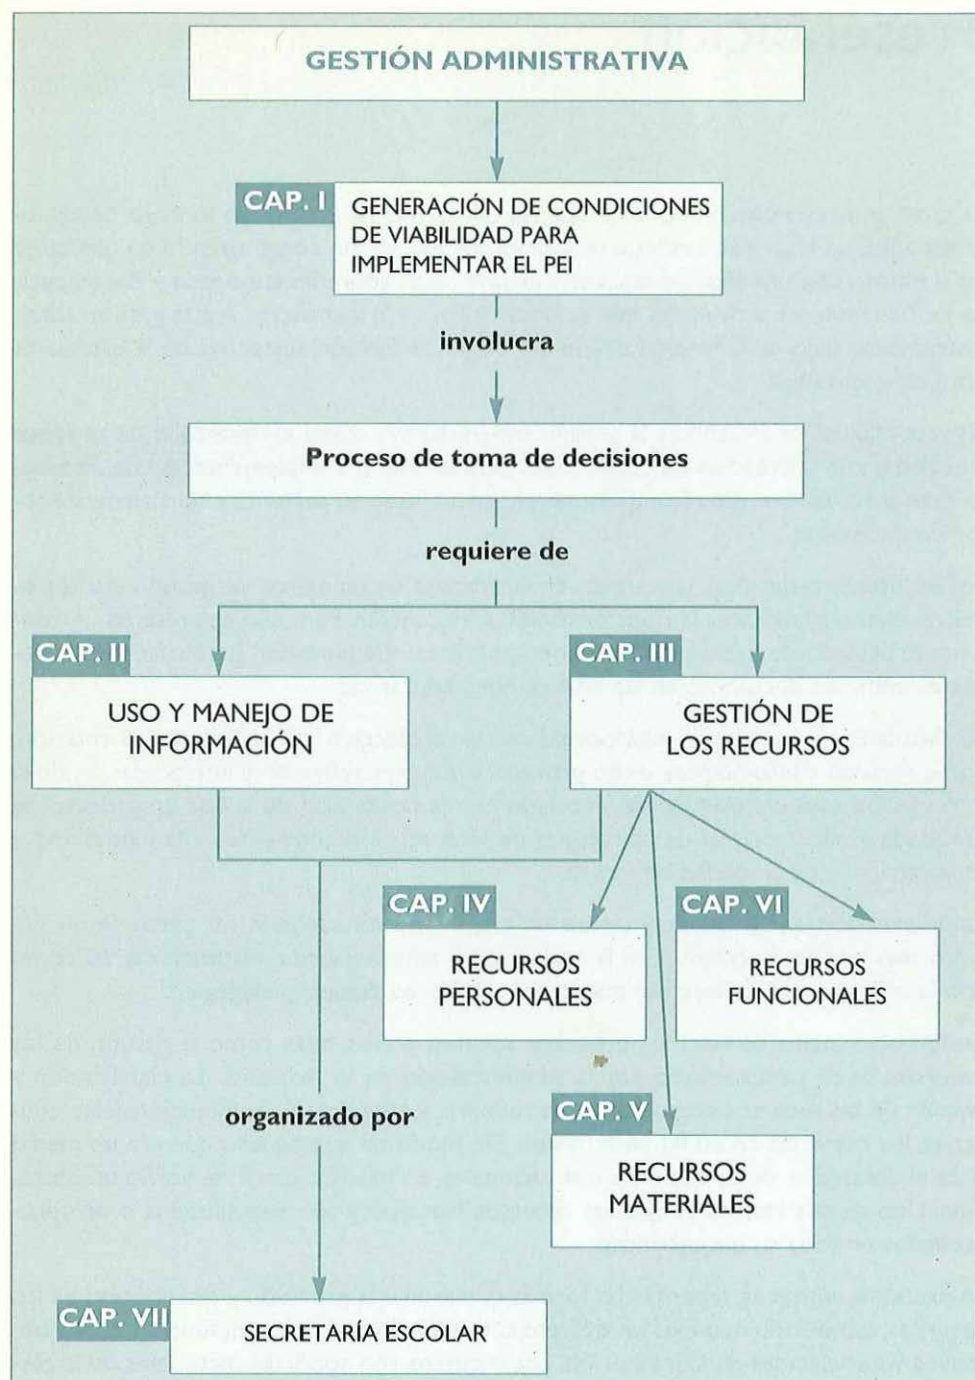 GESTIÓN ADMINISTRATIVA
CAP. I
GENERACIÓN DE CONDICIONES
DE VIABILIDAD PARA
IMPLEMENTAR EL PEI
involucra
Proceso de toma de decisiones
requiere de
CAP. II
USO Y MANEJO DE
INFORMACIÓN
CAP. III
GESTIÓN DE
LOS RECURSOS
CAP. IV
RECURSOS
PERSONALES
CAP. VI
RECURSOS
FUNCIONALES
CAP. V
RECURSOS
MATERIALES
organizado por
CAP. VII
SECRETARÍA ESCOLAR